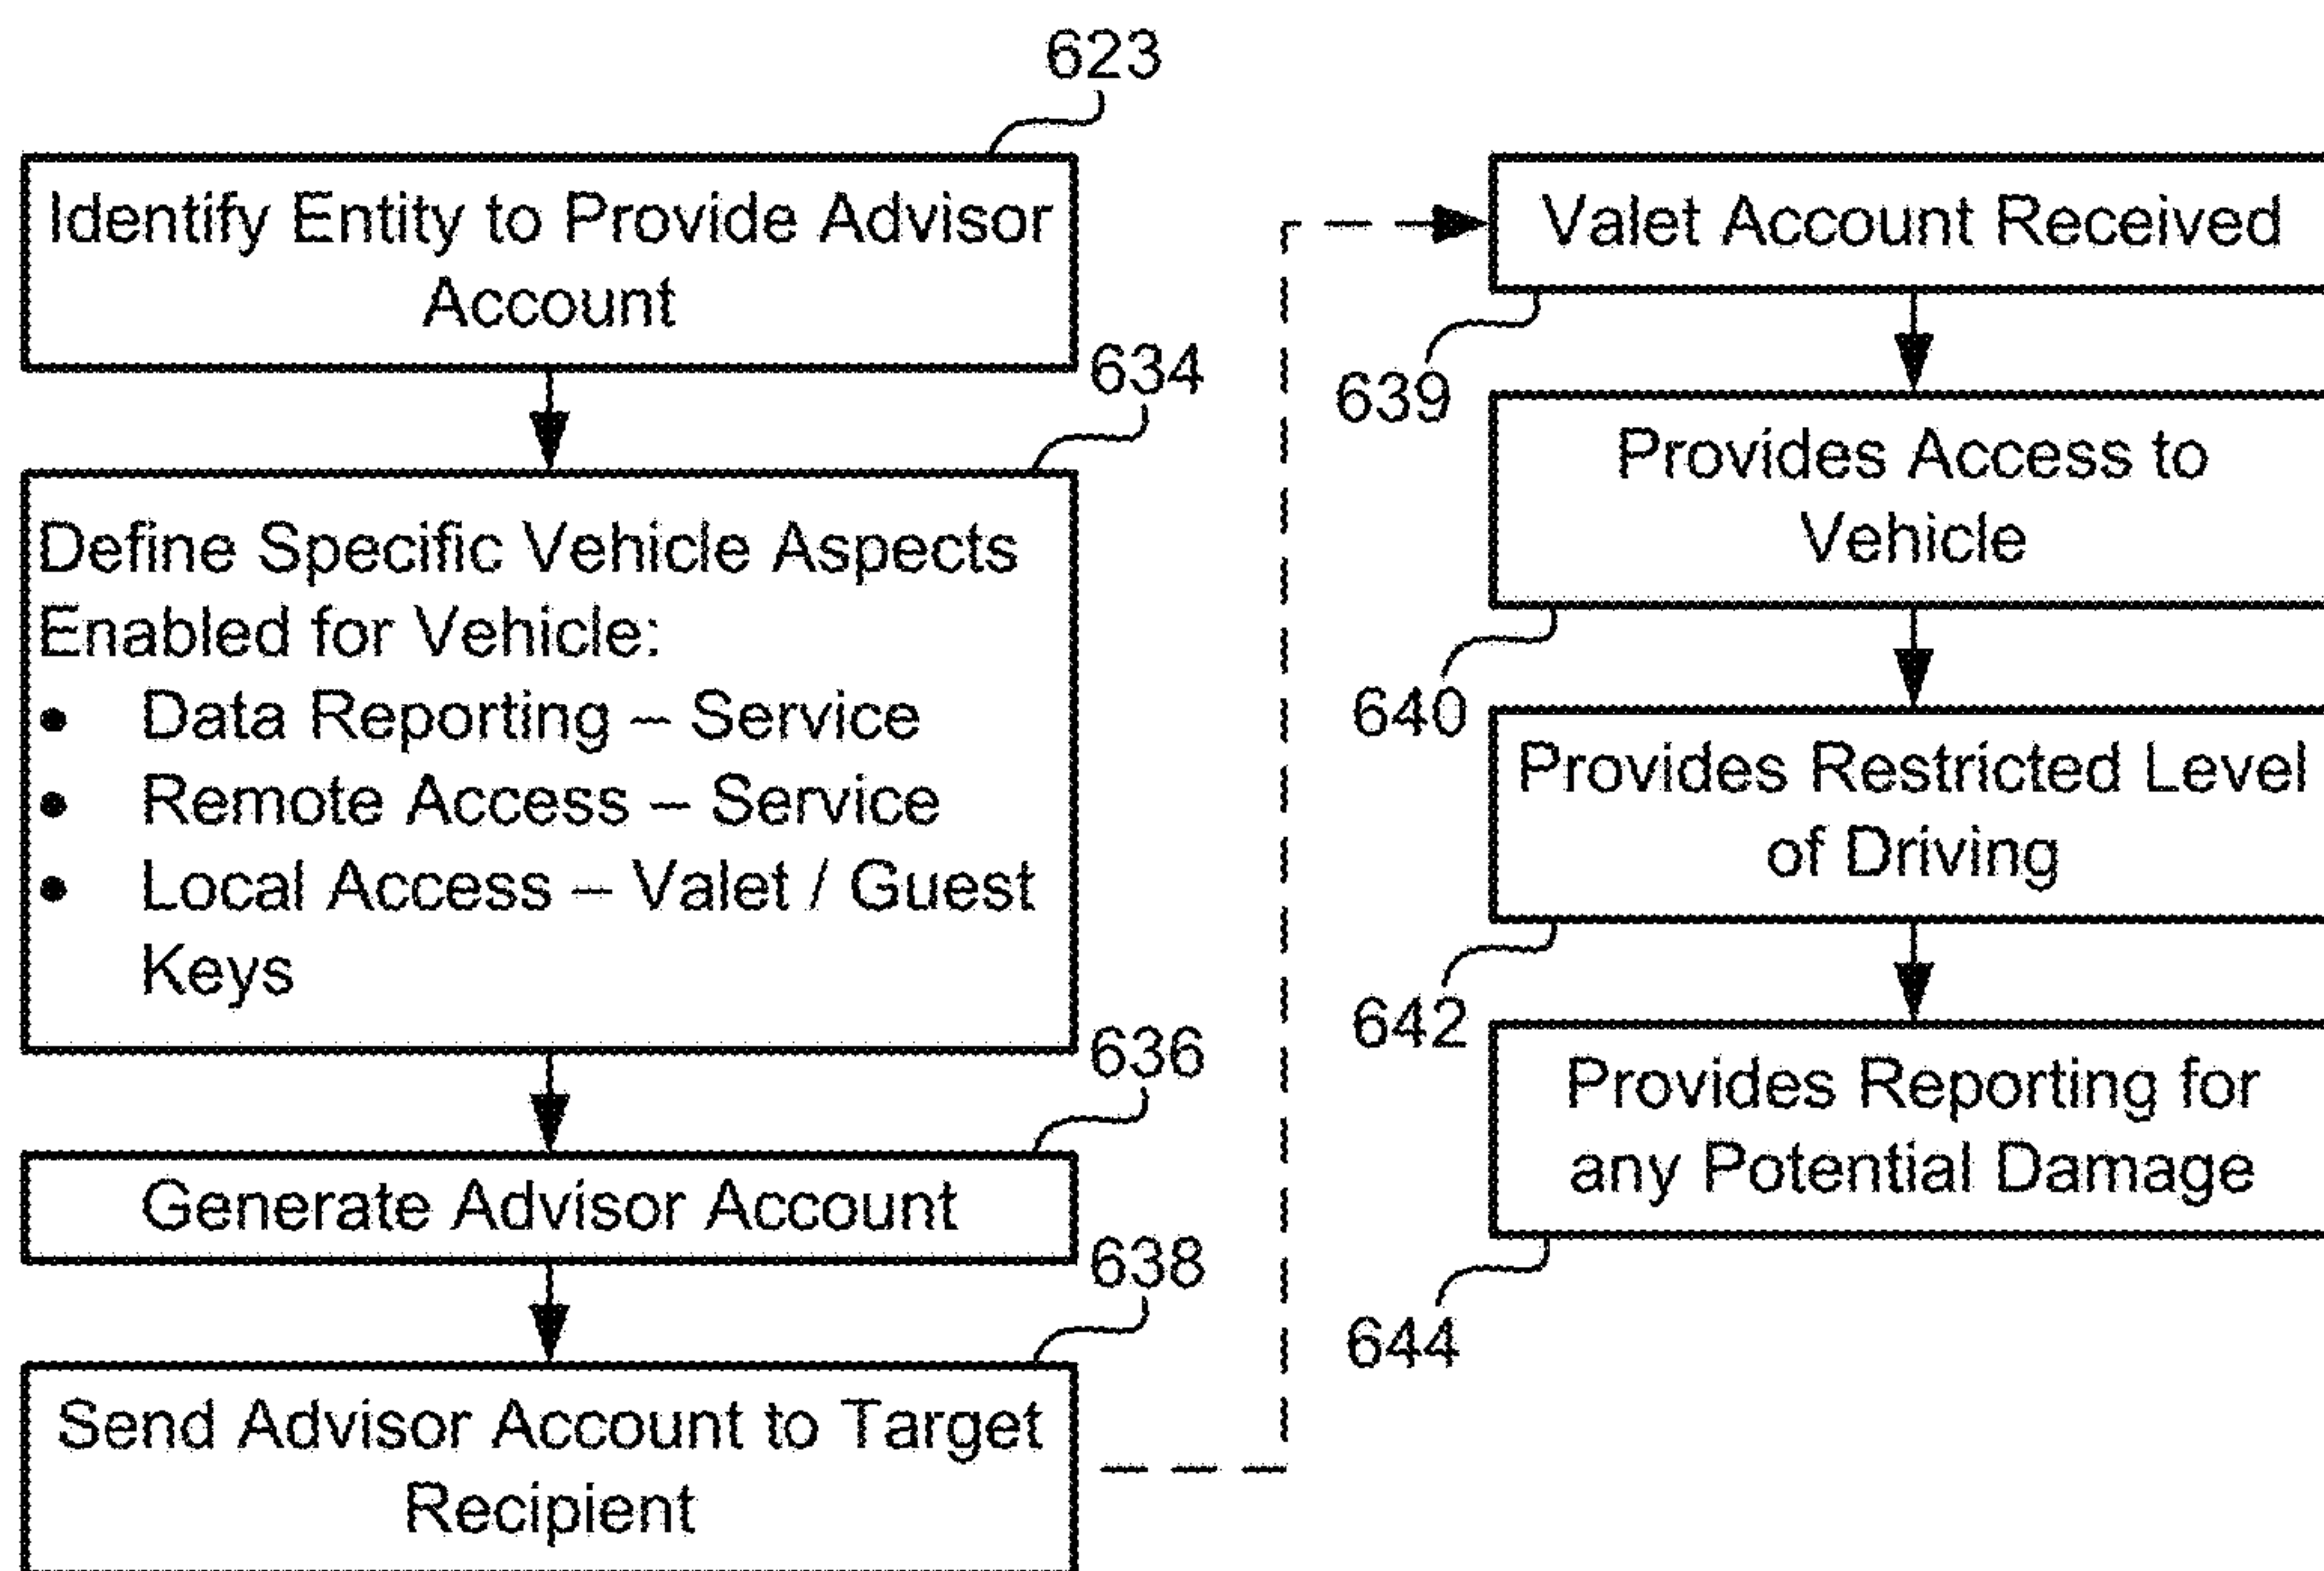 623
Identify Entity to Provide Advisor
Account
634
Define Specific Vehicle Aspects
Enabled for Vehicle:
• Data Reporting – Service
• Remote Access – Service
• Local Access – Valet / Guest
Keys
636
Generate Advisor Account
638
Send Advisor Account to Target
Recipient
Valet Account Received
639
Provides Access to
Vehicle
640
Provides Restricted Level
of Driving
642
Provides Reporting for
any Potential Damage
644